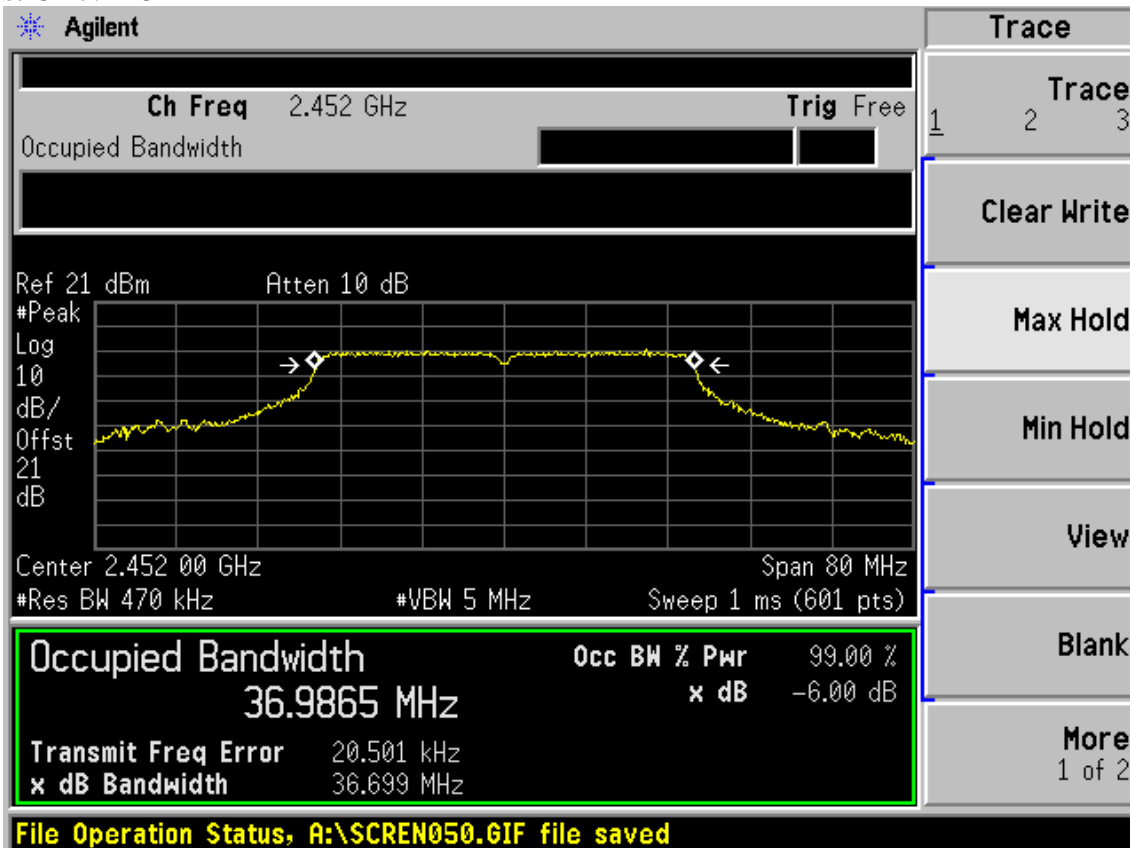 Agilent
Trace
Ch Freq 2.452 GHz Trig Free
Occupied Bandwidth
Trace
1 2 3
Clear Write
Max Hold
Min Hold
View
Blank
More
1 of 2
Ref 21 dBm Atten 10 dB
#Peak
Log
10
dB/
Offst
21
dB
Center 2.452 00 GHz Span 80 MHz
#Res BW 470 kHz #VBW 5 MHz Sweep 1 ms (601 pts)
Occupied Bandwidth Occ BW % Pwr 99.00 %
36.9865 MHz x dB -6.00 dB
Transmit Freq Error 20.501 kHz
x dB Bandwidth 36.699 MHz
File Operation Status, A:\SCREN050.GIF file saved